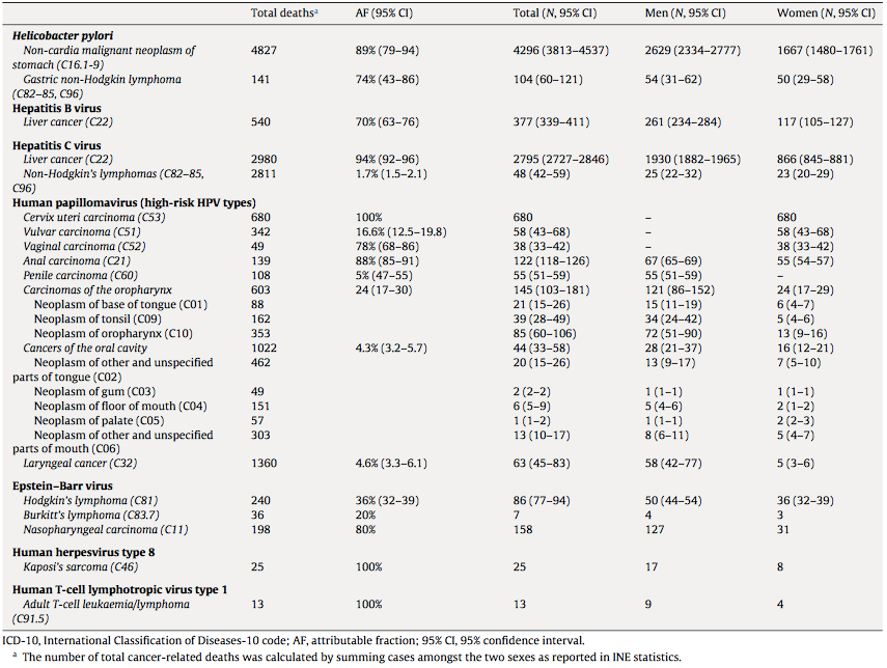 Total deathsᵃ AF (95% CI) Total (N, 95% CI) Men (N, 95% CI) Women (N, 95% CI)
Helicobacter pylori
Non-cardia malignant neoplasm of 4827 89% (79–94) 4296 (3813–4537) 2629 (2334–2777) 1667 (1480–1761)
stomach (C16.1-9)
Gastric non-Hodgkin lymphoma 141 74% (43–86) 104 (60–121) 54 (31–62) 50 (29–58)
(C82–85, C96)
Hepatitis B virus
Liver cancer (C22) 540 70% (63–76) 377 (339–411) 261 (234–284) 117 (105–127)
Hepatitis C virus
Liver cancer (C22) 2980 94% (92–96) 2795 (2727–2846) 1930 (1882–1965) 866 (845–881)
Non-Hodgkin's lymphomas (C82–85, 2811 1.7% (1.5–2.1) 48 (42–59) 25 (22–32) 23 (20–29)
C96)
Human papillomavirus (high-risk HPV types)
Cervix uteri carcinoma (C53) 680 100% 680 – 680
Vulvar carcinoma (C51) 342 16.6% (12.5–19.8) 58 (43–68) – 58 (43–68)
Vaginal carcinoma (C52) 49 78% (68–86) 38 (33–42) – 38 (33–42)
Anal carcinoma (C21) 139 88% (85–91) 122 (118–126) 67 (65–69) 55 (54–57)
Penile carcinoma (C60) 108 5% (47–55) 55 (51–59) 55 (51–59) –
Carcinomas of the oropharynx 603 24 (17–30) 145 (103–181) 121 (86–152) 24 (17–29)
Neoplasm of base of tongue (C01) 88 21 (15–26) 15 (11–19) 6 (4–7)
Neoplasm of tonsil (C09) 162 39 (28–49) 34 (24–42) 5 (4–6)
Neoplasm of oropharynx (C10) 353 85 (60–106) 72 (51–90) 13 (9–16)
Cancers of the oral cavity 1022 4.3% (3.2–5.7) 44 (33–58) 28 (21–37) 16 (12–21)
Neoplasm of other and unspecified 462 20 (15–26) 13 (9–17) 7 (5–10)
parts of tongue (C02)
Neoplasm of gum (C03) 49 2 (2–2) 1 (1–1) 1 (1–1)
Neoplasm of floor of mouth (C04) 151 6 (5–9) 5 (4–6) 2 (1–2)
Neoplasm of palate (C05) 57 1 (1–2) 1 (1–1) 2 (2–3)
Neoplasm of other and unspecified 303 13 (10–17) 8 (6–11) 5 (4–7)
parts of mouth (C06)
Laryngeal cancer (C32) 1360 4.6% (3.3–6.1) 63 (45–83) 58 (42–77) 5 (3–6)
Epstein–Barr virus
Hodgkin's lymphoma (C81) 240 36% (32–39) 86 (77–94) 50 (44–54) 36 (32–39)
Burkitt's lymphoma (C83.7) 36 20% 7 4 3
Nasopharyngeal carcinoma (C11) 198 80% 158 127 31
Human herpesvirus type 8
Kaposi's sarcoma (C46) 25 100% 25 17 8
Human T-cell lymphotropic virus type 1
Adult T-cell leukaemia/lymphoma 13 100% 13 9 4
(C91.5)
ICD-10, International Classification of Diseases-10 code; AF, attributable fraction; 95% CI, 95% confidence interval.
ᵃ The number of total cancer-related deaths was calculated by summing cases amongst the two sexes as reported in INE statistics.